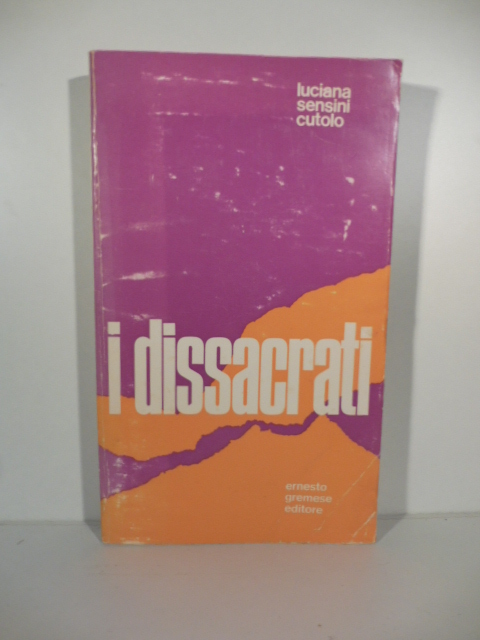 luciana
sensini
cutolo
i dissacrati
ernesto
gremese
editore